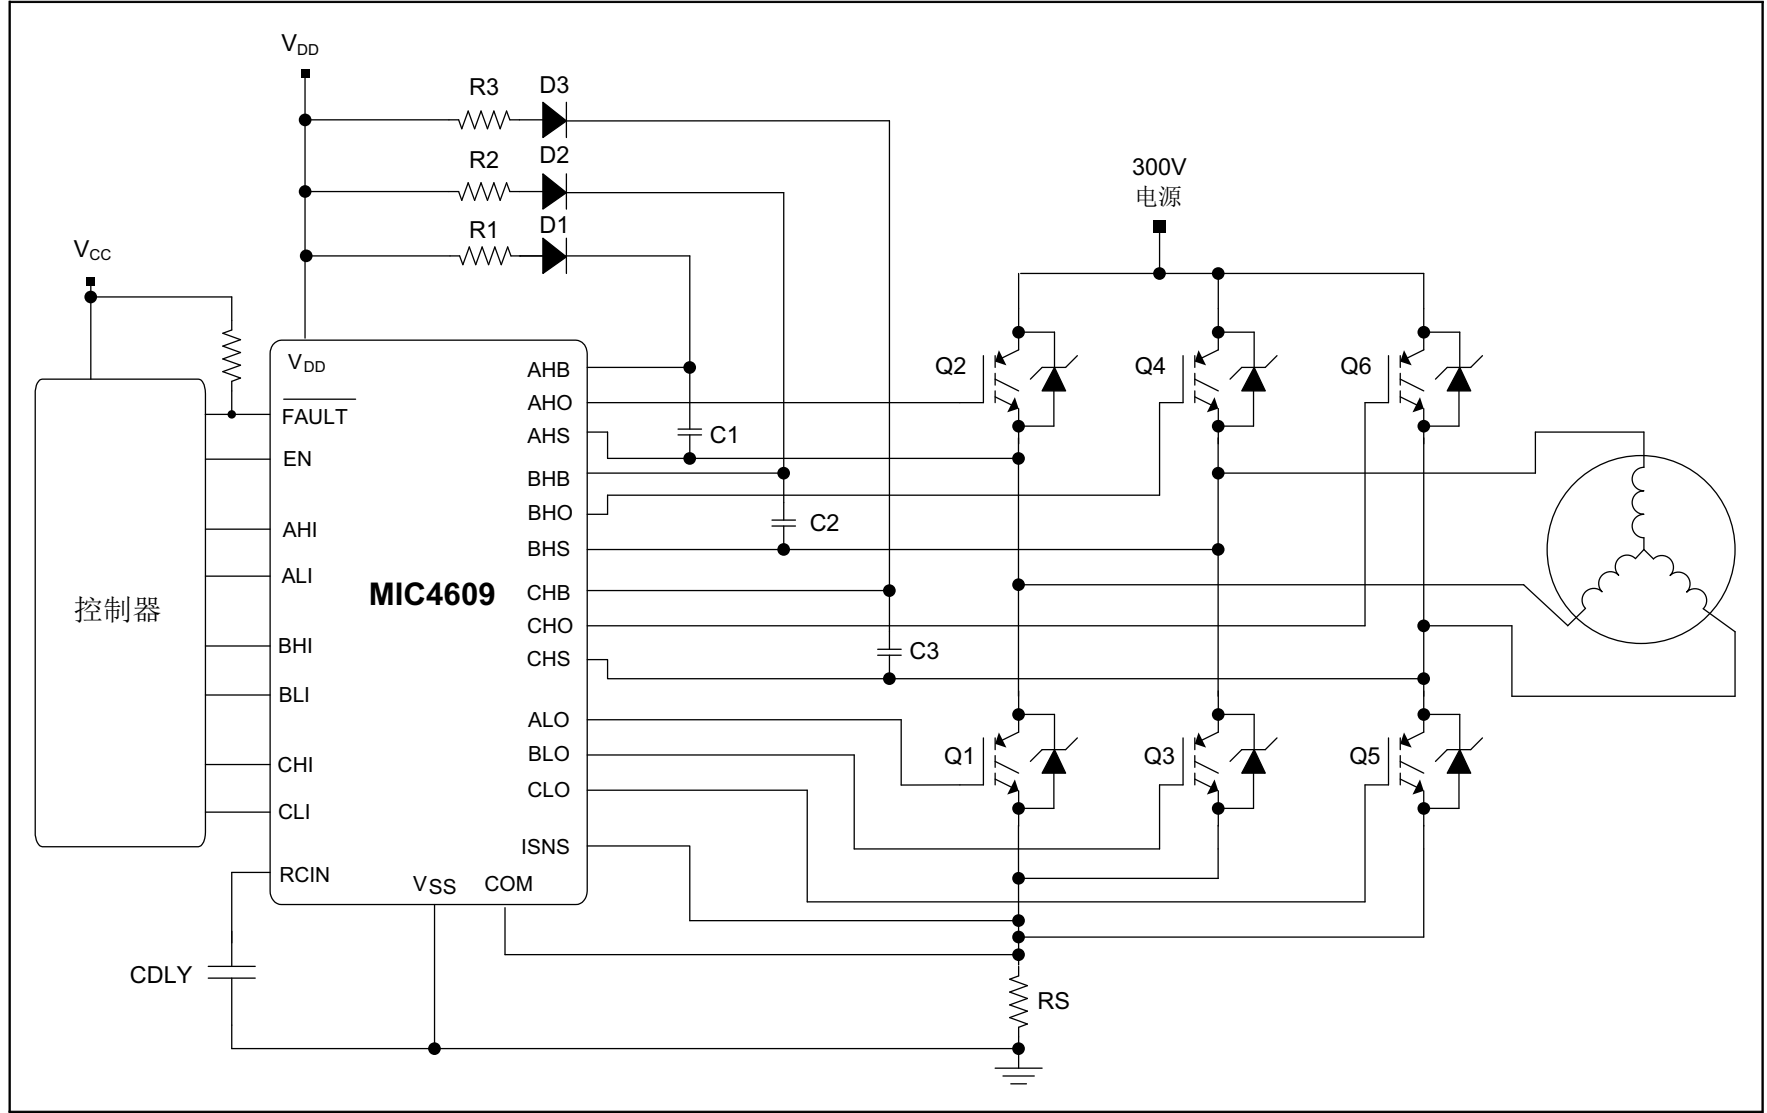 VDD
R3 D3
R2 D2
R1 D1
300V
电源
VCC
VDD
FAULT
EN
AHI
ALI
BHI
BLI
CHI
CLI
RCIN
控制器
MIC4609
AHB
AHO
AHS
BHB
BHO
BHS
CHB
CHO
CHS
ALO
BLO
CLO
ISNS
VSS COM
C1
C2
C3
Q2 Q4 Q6
Q1 Q3 Q5
CDLY
RS